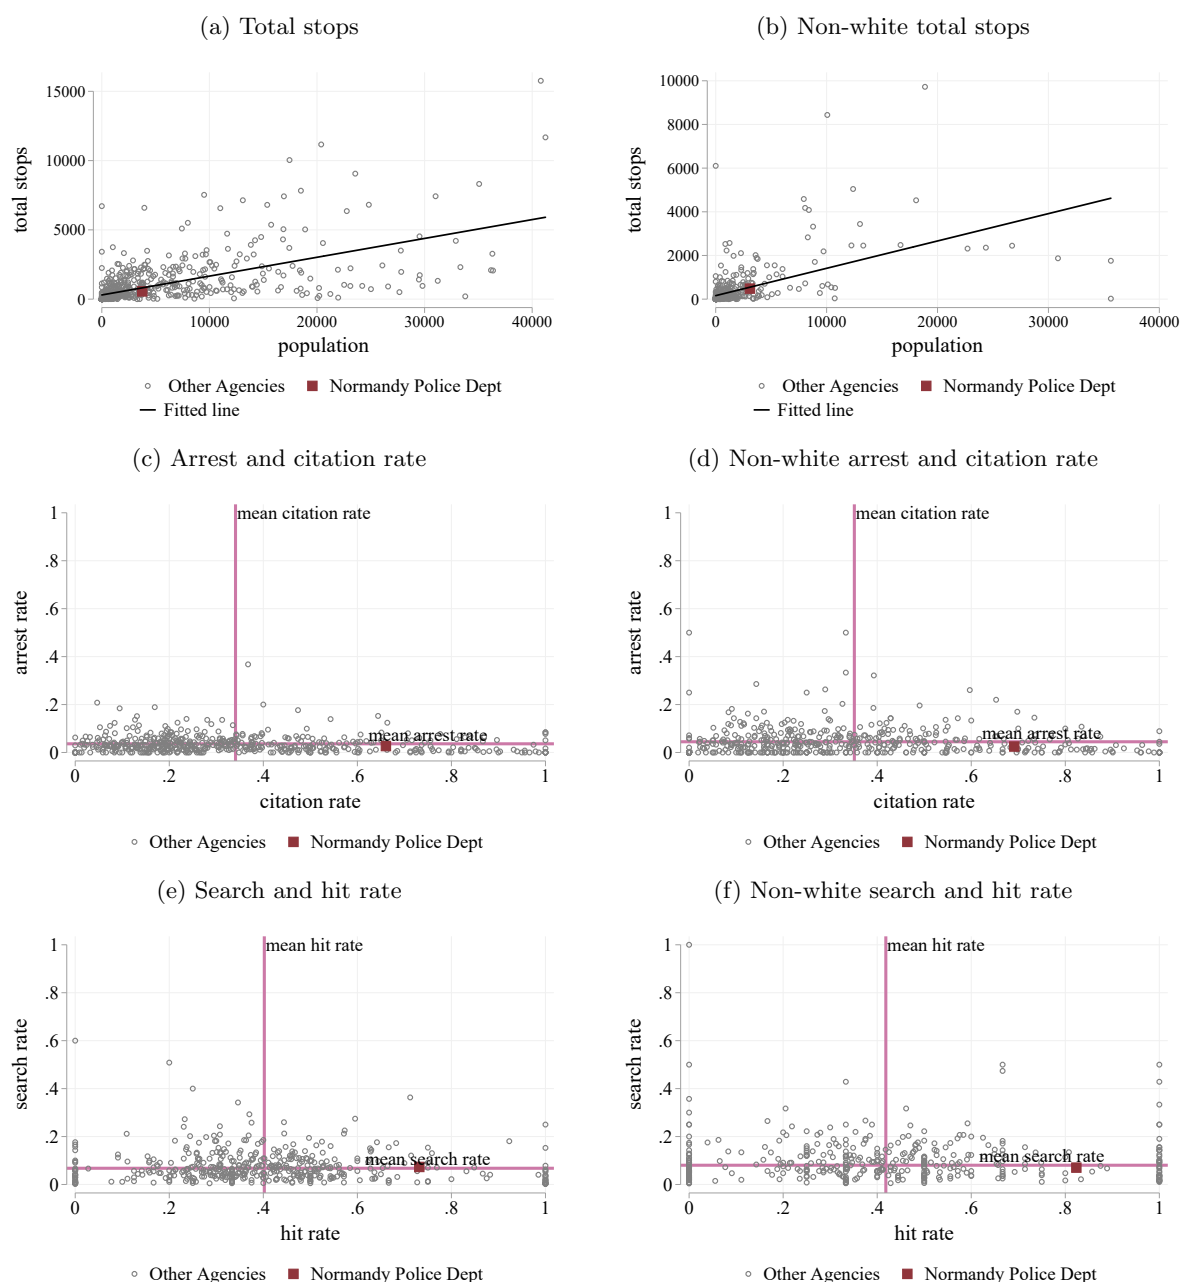 (a) Total stops
(b) Non-white total stops
total stops
15000
10000
5000
0
0 10000 20000 30000 40000
population
Other Agencies Normandy Police Dept
Fitted line
total stops
10000
8000
6000
4000
2000
0
0 10000 20000 30000 40000
population
Other Agencies Normandy Police Dept
Fitted line
(c) Arrest and citation rate
(d) Non-white arrest and citation rate
mean citation rate
arrest rate
1
.8
.6
.4
.2
0
mean arrest rate
0 .2 .4 .6 .8 1
citation rate
Other Agencies Normandy Police Dept
mean citation rate
arrest rate
1
.8
.6
.4
.2
0
mean arrest rate
0 .2 .4 .6 .8 1
citation rate
Other Agencies Normandy Police Dept
(e) Search and hit rate
(f) Non-white search and hit rate
mean hit rate
search rate
1
.8
.6
.4
.2
0
mean search rate
0 .2 .4 .6 .8 1
hit rate
Other Agencies Normandy Police Dept
mean hit rate
search rate
1
.8
.6
.4
.2
0
mean search rate
0 .2 .4 .6 .8 1
hit rate
Other Agencies Normandy Police Dept